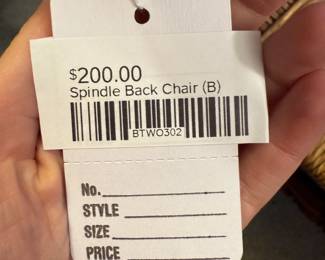 $200.00
Spindle Back Chair (B)
BTWO302
No.
STYLE
SIZE
PRICE